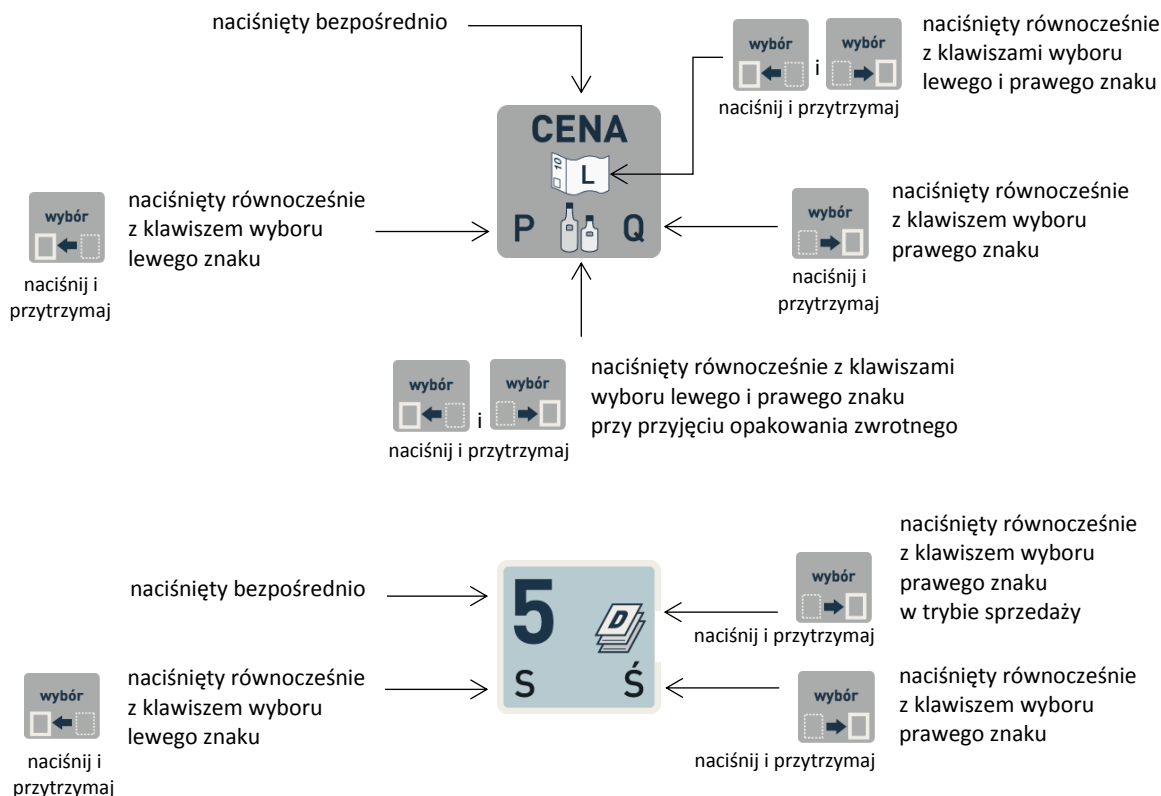 naciśnięty bezpośrednio
wybór
i
wybór
naciśnij i przytrzymaj
naciśnięty równocześnie
z klawiszami wyboru
lewego i prawego znaku
CENA
10
L
P
Q
wybór
naciśnij i
przytrzymaj
naciśnięty równocześnie
z klawiszem wyboru
lewego znaku
wybór
naciśnij i
przytrzymaj
naciśnięty równocześnie
z klawiszem wyboru
prawego znaku
wybór
i
wybór
naciśnij i przytrzymaj
naciśnięty równocześnie z klawiszami
wyboru lewego i prawego znaku
przy przyjęciu opakowania zwrotnego
naciśnięty bezpośrednio
5
D
S
Ś
wybór
naciśnij i przytrzymaj
naciśnięty równocześnie
z klawiszem wyboru
prawego znaku
w trybie sprzedaży
wybór
naciśnij i
przytrzymaj
naciśnięty równocześnie
z klawiszem wyboru
lewego znaku
wybór
naciśnij i przytrzymaj
naciśnięty równocześnie
z klawiszem wyboru
prawego znaku